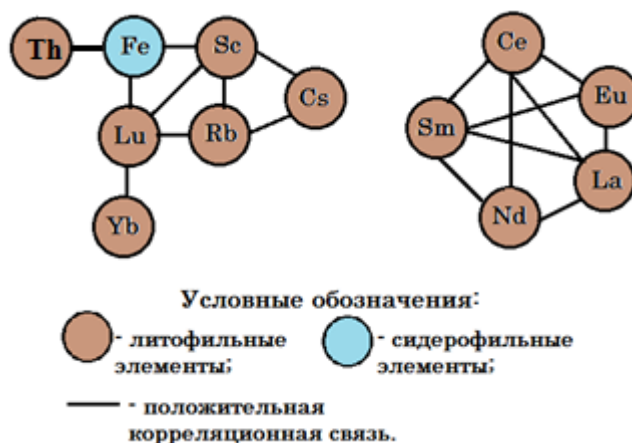 Th Fe Sc
Cs
Lu Rb
Yb
Ce
Eu
Sm
La
Nd
Условные обозначения:
- литофильные
элементы;
- сидерофильные
элементы;
- положительная
корреляционная связь.